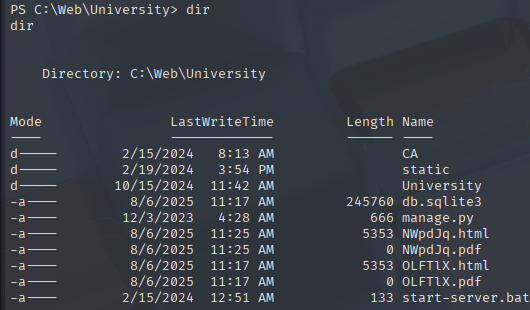 PS C:\Web\University> dir
dir
Directory: C:\Web\University
Mode LastWriteTime Length Name
---- ------------- ------ ----
d----- 2/15/2024 8:13 AM CA
d----- 2/19/2024 3:54 PM static
d----- 10/15/2024 11:42 AM University
-a---- 8/6/2025 11:17 AM 245760 db.sqlite3
-a---- 12/3/2023 4:28 AM 666 manage.py
-a---- 8/6/2025 11:25 AM 5353 NWpdJq.html
-a---- 8/6/2025 11:25 AM 0 NWpdJq.pdf
-a---- 8/6/2025 11:17 AM 5353 OLFTlX.html
-a---- 8/6/2025 11:17 AM 0 OLFTlX.pdf
-a---- 2/15/2024 12:51 AM 133 start-server.bat